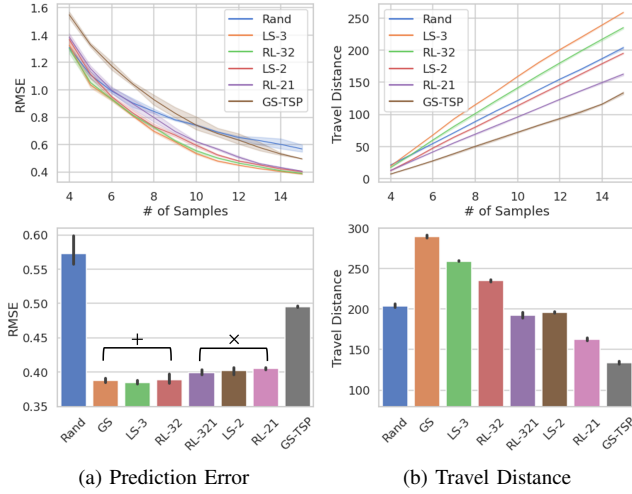 1.6
1.4
1.2
1.0
0.8
0.6
0.4
RMSE
4 6 8 10 12 14
# of Samples
Rand
LS-3
RL-32
LS-2
RL-21
GS-TSP
250
200
150
100
50
0
Travel Distance
4 6 8 10 12 14
# of Samples
Rand
LS-3
RL-32
LS-2
RL-21
GS-TSP
0.60
0.55
0.50
0.45
0.40
0.35
RMSE
+
×
Rand GS LS-3 RL-32 RL-321 LS-2 RL-21 GS-TSP
300
250
200
150
100
Travel Distance
Rand GS LS-3 RL-32 RL-321 LS-2 RL-21 GS-TSP
(a) Prediction Error
(b) Travel Distance